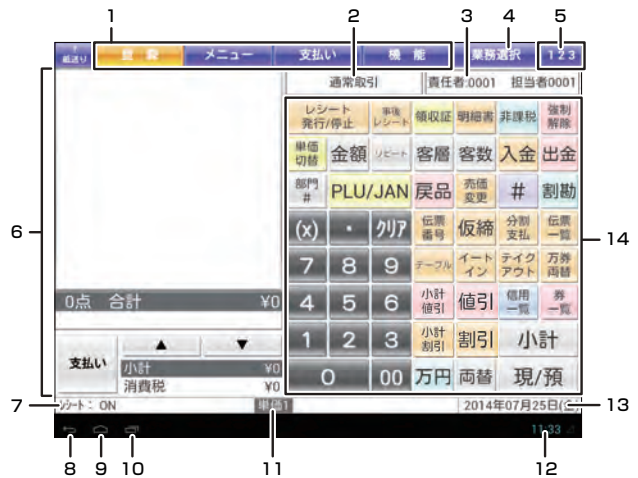 1 2 3 4 5
紙送り 登録 メニュー 支払い 機能 業務選択 123
通常取引 責任者:0001 担当者0001
レシート発行/停止 事後レシート 領収証 明細書 非課税 強制解除
単価切替 金額 リピート 客層 客数 入金 出金
部門# PLU/JAN 戻品 売価変更 # 割勘
6
(x) ・ クリア 伝票番号 仮締 分割支払 伝票一覧
14
7 8 9 テーブル イートイン テイクアウト 万券両替
0点 合計 ¥0
4 5 6 小計値引 値引 信用一覧 券一覧
1 2 3 小計割引 割引 小計
支払い ▲ ▼
小計 ¥0
消費税 ¥0
0 00 万円 両替 現/預
7
レシート: ON 単価1 2014年07月25日(金)
13
11:33
8 9 10 11 12